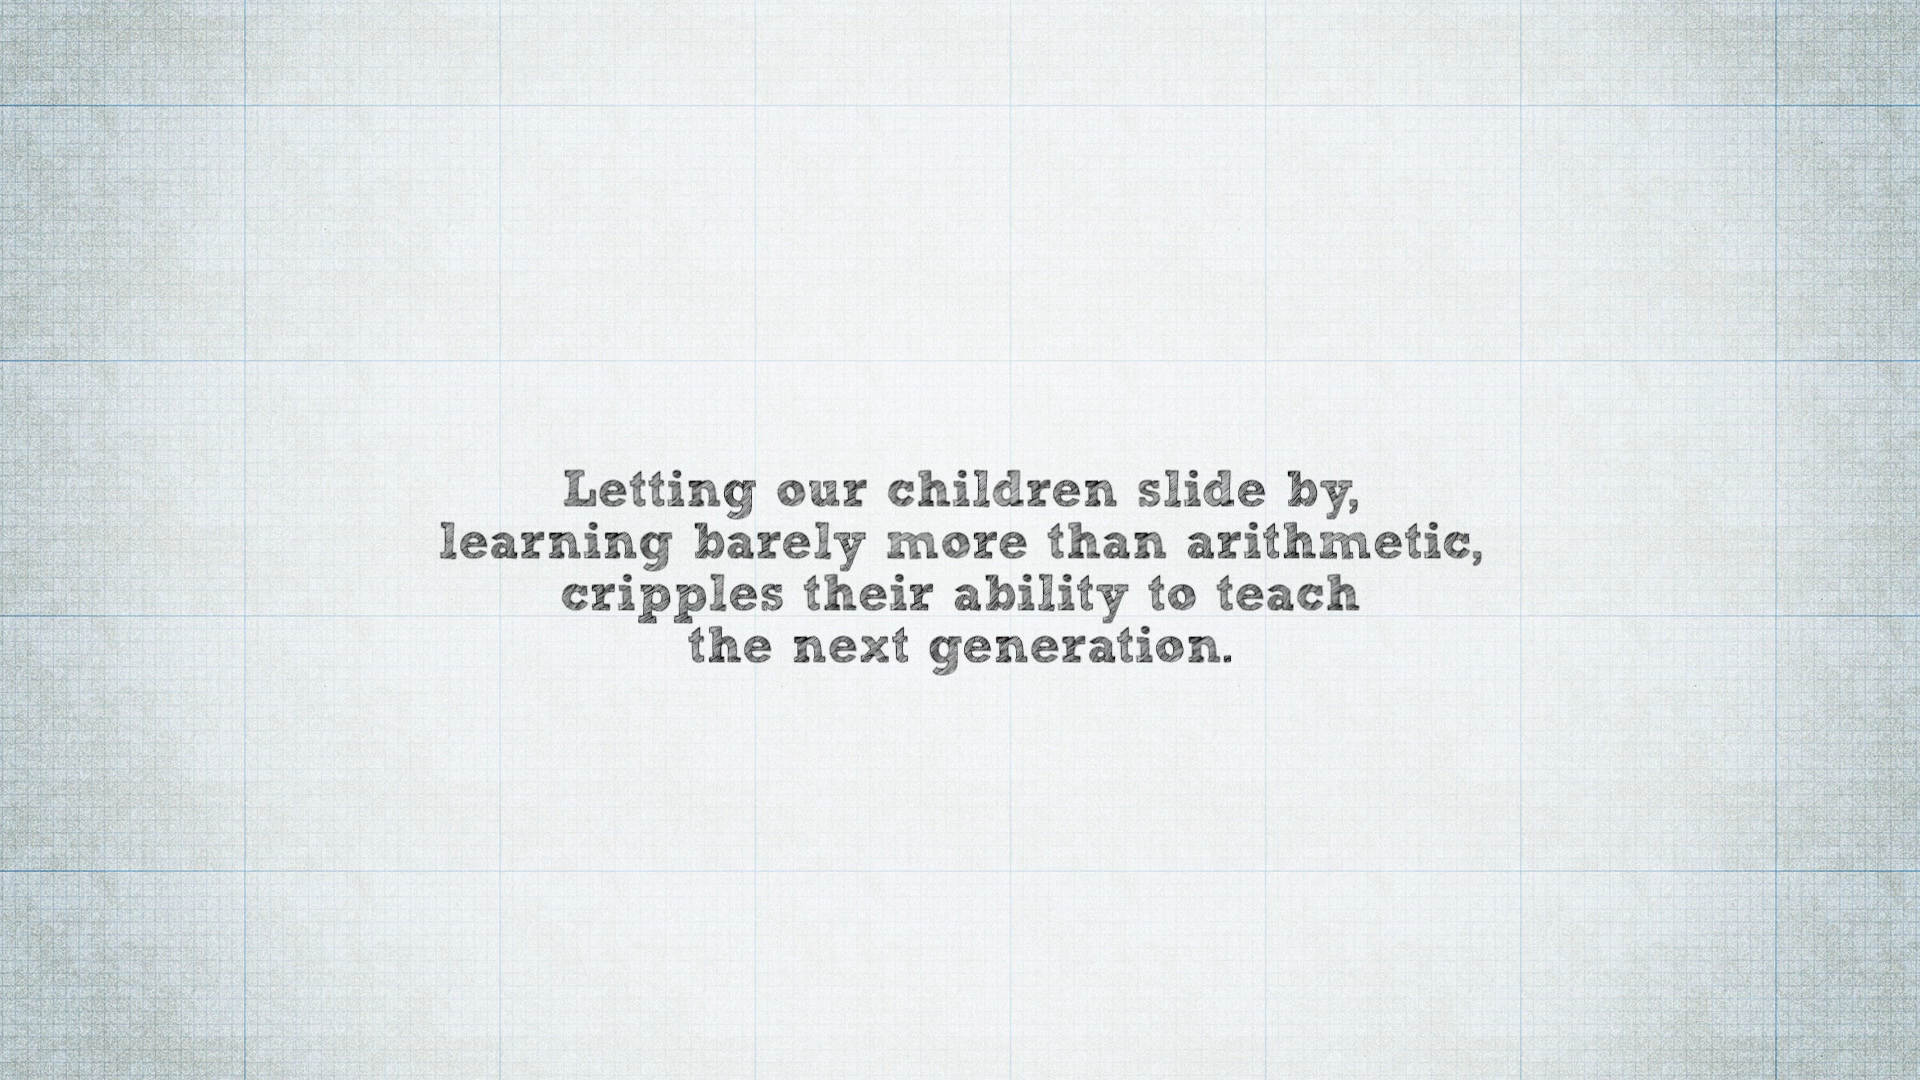 Letting our children slide by,
learning barely more than arithmetic,
cripples their ability to teach
the next generation.